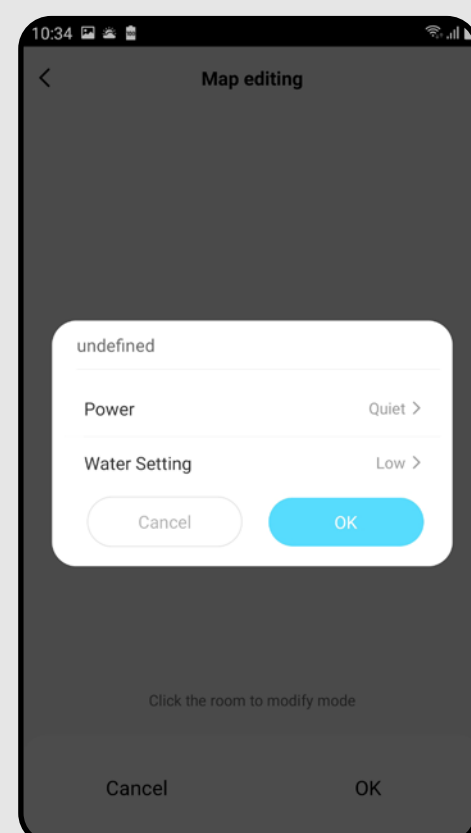 10:34
Map editing
undefined
Power Quiet >
Water Setting Low >
Cancel OK
Click the room to modify mode
Cancel OK